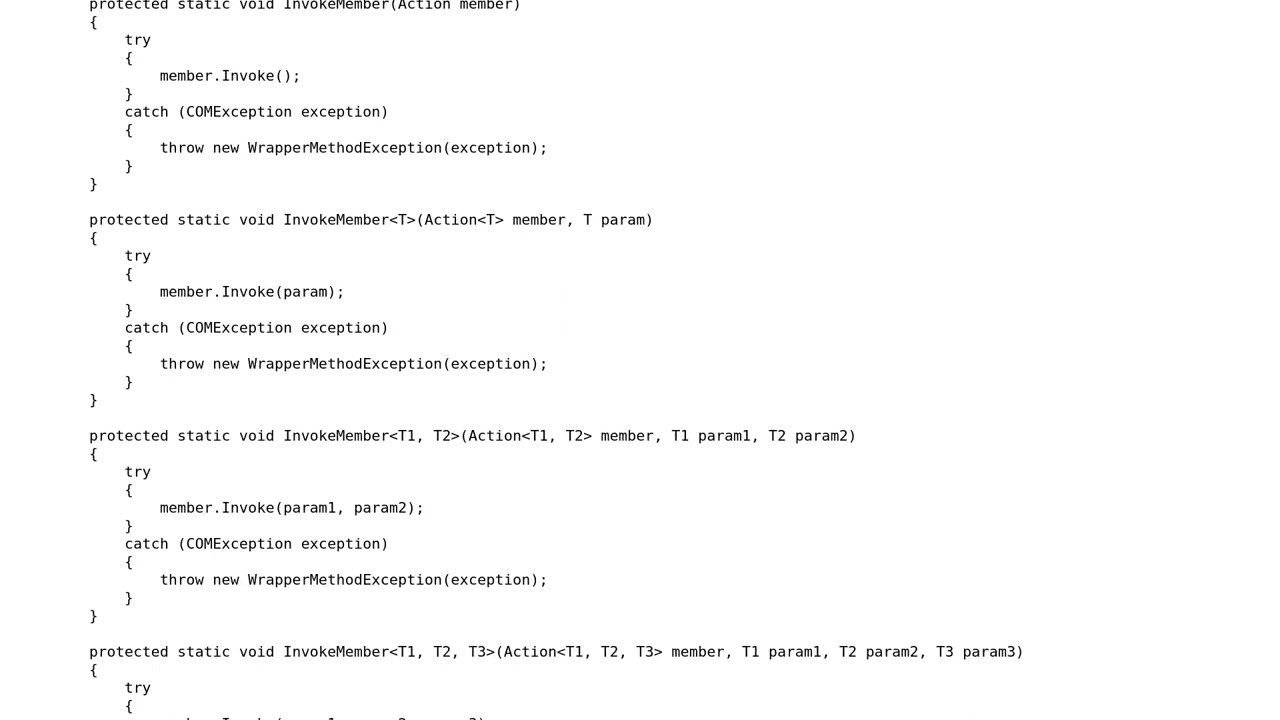 protected static void InvokeMember(Action member)
{
    try
    {
        member.Invoke();
    }
    catch (COMException exception)
    {
        throw new WrapperMethodException(exception);
    }
}

protected static void InvokeMember<T>(Action<T> member, T param)
{
    try
    {
        member.Invoke(param);
    }
    catch (COMException exception)
    {
        throw new WrapperMethodException(exception);
    }
}

protected static void InvokeMember<T1, T2>(Action<T1, T2> member, T1 param1, T2 param2)
{
    try
    {
        member.Invoke(param1, param2);
    }
    catch (COMException exception)
    {
        throw new WrapperMethodException(exception);
    }
}

protected static void InvokeMember<T1, T2, T3>(Action<T1, T2, T3> member, T1 param1, T2 param2, T3 param3)
{
    try
    {